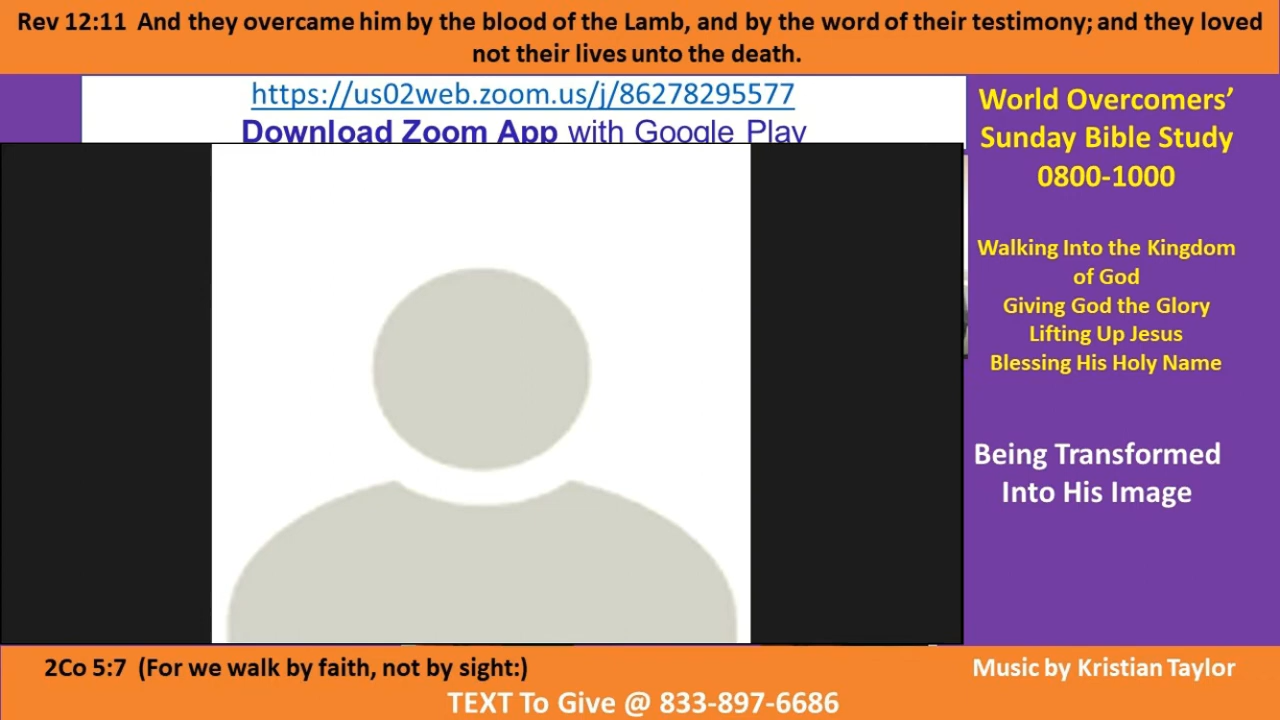 Rev 12:11  And they overcame him by the blood of the Lamb, and by the word of their testimony; and they loved
not their lives unto the death.
https://us02web.zoom.us/j/86278295577
Download Zoom App with Google Play
World Overcomers’
Sunday Bible Study
0800-1000
Walking Into the Kingdom
of God
Giving God the Glory
Lifting Up Jesus
Blessing His Holy Name
Being Transformed
Into His Image
2Co 5:7  (For we walk by faith, not by sight:)
Music by Kristian Taylor
TEXT To Give @ 833-897-6686